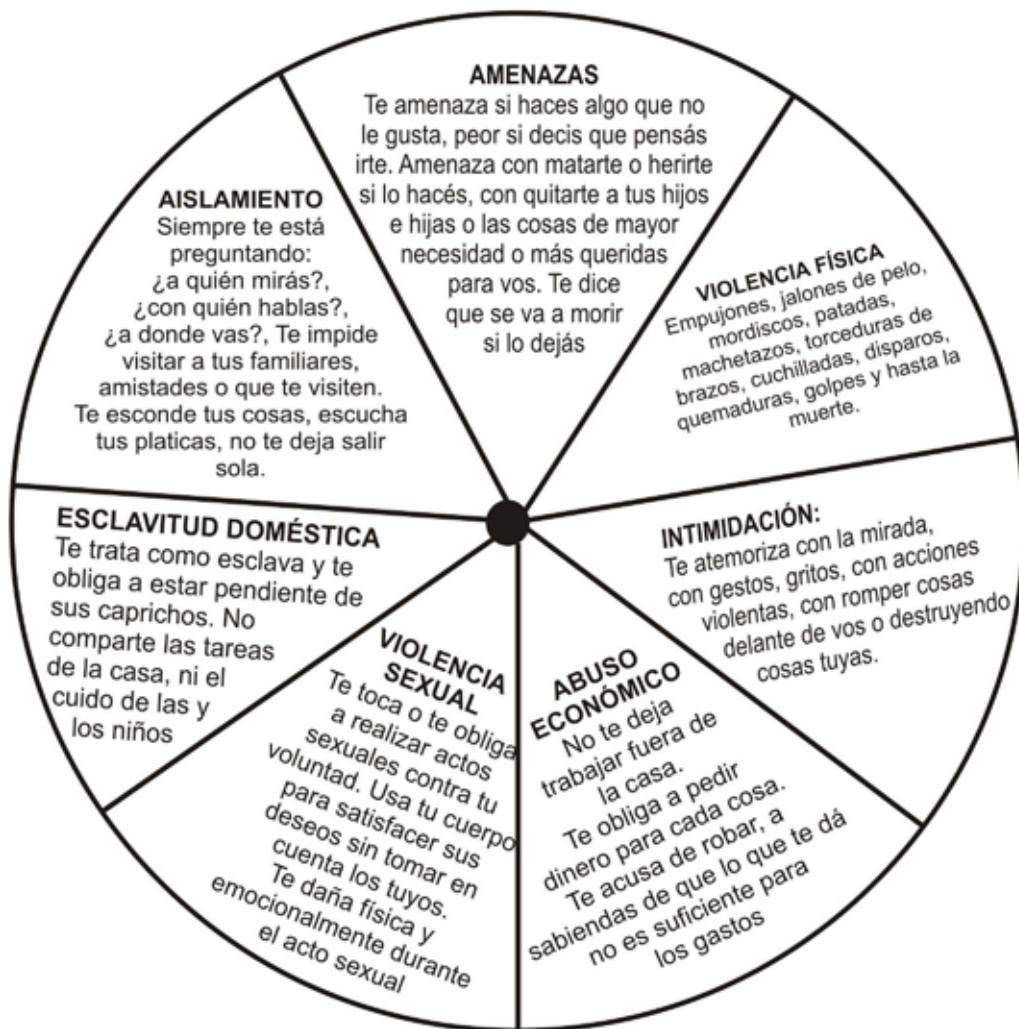 AMENAZAS
Te amenaza si haces algo que no
le gusta, peor si decis que pensás
irte. Amenaza con matarte o herirte
si lo hacés, con quitarte a tus hijos
e hijas o las cosas de mayor
necesidad o más queridas
para vos. Te dice
que se va a morir
si lo dejás
VIOLENCIA FÍSICA
Empujones, jalones de pelo,
mordiscos, patadas,
machetazos, torceduras de
brazos, cuchilladas, disparos,
quemaduras, golpes y hasta la
muerte.
INTIMIDACIÓN:
Te atemoriza con la mirada,
con gestos, gritos, con acciones
violentas, con romper cosas
delante de vos o destruyendo
cosas tuyas.
ABUSO
ECONÓMICO
No te deja
trabajar fuera de
la casa.
Te obliga a pedir
dinero para cada cosa.
Te acusa de robar, a
sabiendas de que lo que te dá
no es suficiente para
los gastos
VIOLENCIA
SEXUAL
Te toca o te obliga
a realizar actos
sexuales contra tu
voluntad. Usa tu cuerpo
para satisfacer sus
deseos sin tomar en
cuenta los tuyos.
Te daña física y
emocionalmente durante
el acto sexual
ESCLAVITUD DOMÉSTICA
Te trata como esclava y te
obliga a estar pendiente de
sus caprichos. No
comparte las tareas
de la casa, ni el
cuido de las y
los niños
AISLAMIENTO
Siempre te está
preguntando:
¿a quién mirás?,
¿con quién hablas?,
¿a donde vas?, Te impide
visitar a tus familiares,
amistades o que te visiten.
Te esconde tus cosas, escucha
tus platicas, no te deja salir
sola.